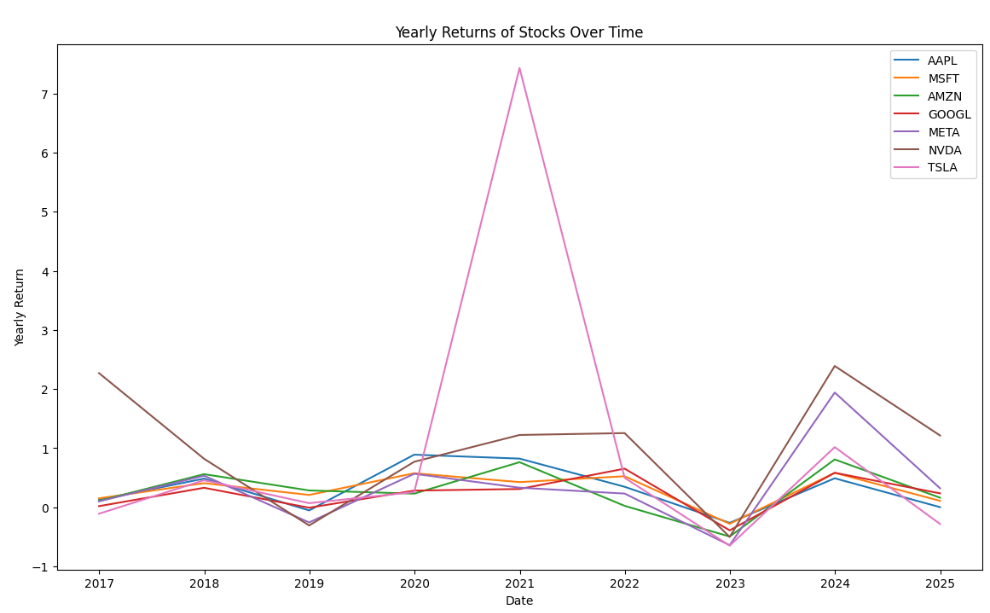 Yearly Returns of Stocks Over Time
AAPL
MSFT
AMZN
GOOGL
META
NVDA
TSLA
Yearly Return
7
6
5
4
3
2
1
0
−1
2017 2018 2019 2020 2021 2022 2023 2024 2025
Date